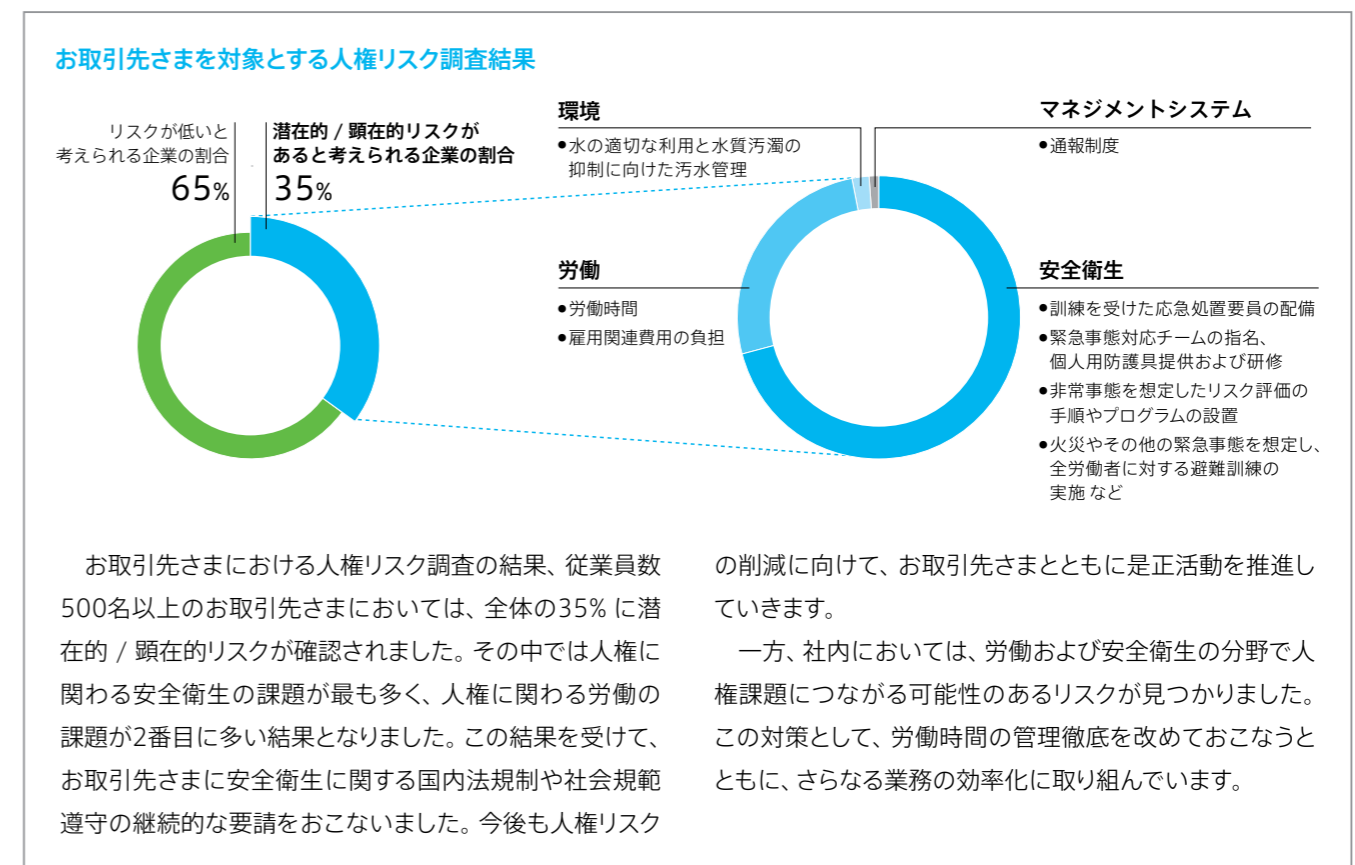 お取引先さまを対象とする人権リスク調査結果
リスクが低いと
考えられる企業の割合
65%
潜在的 / 顕在的リスクが
あると考えられる企業の割合
35%
環境
●水の適切な利用と水質汚濁の
抑制に向けた汚水管理
労働
●労働時間
●雇用関連費用の負担
マネジメントシステム
●通報制度
安全衛生
●訓練を受けた応急処置要員の配備
●緊急事態対応チームの指名、
個人用防護具提供および研修
●非常事態を想定したリスク評価の
手順やプログラムの設置
●火災やその他の緊急事態を想定し、
全労働者に対する避難訓練の
実施 など
お取引先さまにおける人権リスク調査の結果、従業員数
500名以上のお取引先さまにおいては、全体の35% に潜
在的 / 顕在的リスクが確認されました。その中では人権に
関わる安全衛生の課題が最も多く、人権に関わる労働の
課題が2番目に多い結果となりました。この結果を受けて、
お取引先さまに安全衛生に関する国内法規制や社会規範
遵守の継続的な要請をおこないました。今後も人権リスク
の削減に向けて、お取引先さまとともに是正活動を推進し
ていきます。
一方、社内においては、労働および安全衛生の分野で人
権課題につながる可能性のあるリスクが見つかりました。
この対策として、労働時間の管理徹底を改めておこなうと
ともに、さらなる業務の効率化に取り組んでいます。